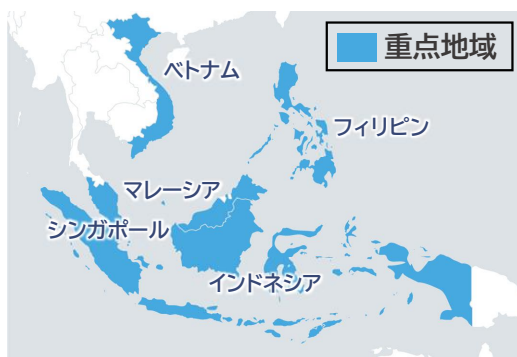 重点地域
ベトナム
フィリピン
マレーシア
シンガポール
インドネシア